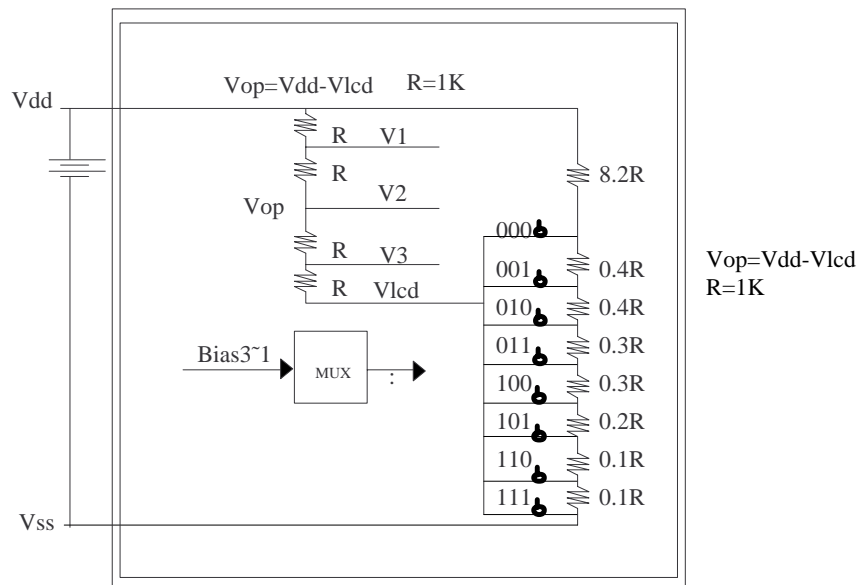 Vop=Vdd-Vlcd R=1K
Vdd
R V1
R
8.2R
Vop
V2
000
R V3
001
0.4R
Vop=Vdd-Vlcd
R=1K
R Vlcd
010
0.4R
011
0.3R
Bias3~1
MUX
:
100
0.3R
101
0.2R
110
0.1R
111
0.1R
Vss